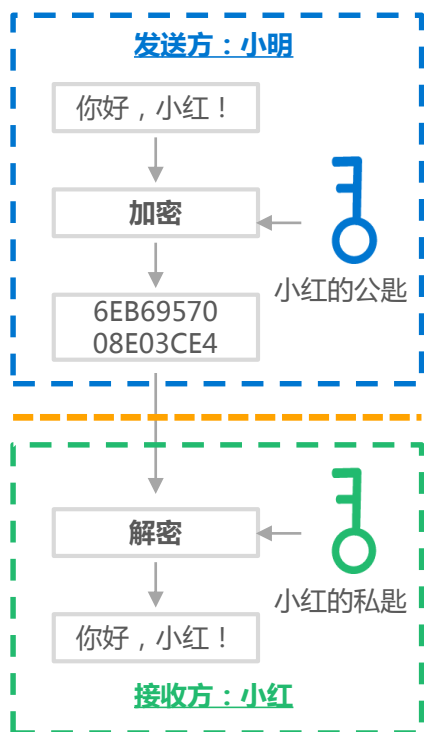 发送方：小明
你好，小红！
加密
小红的公匙
6EB69570
08E03CE4
解密
小红的私匙
你好，小红！
接收方：小红